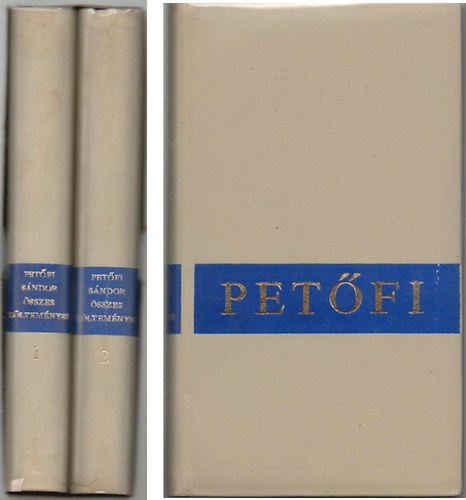 PETŐFI
SÁNDOR
ÖSSZES
KÖLTEMÉNYEI
1
PETŐFI
SÁNDOR
ÖSSZES
KÖLTEMÉNYEI
2
PETŐFI